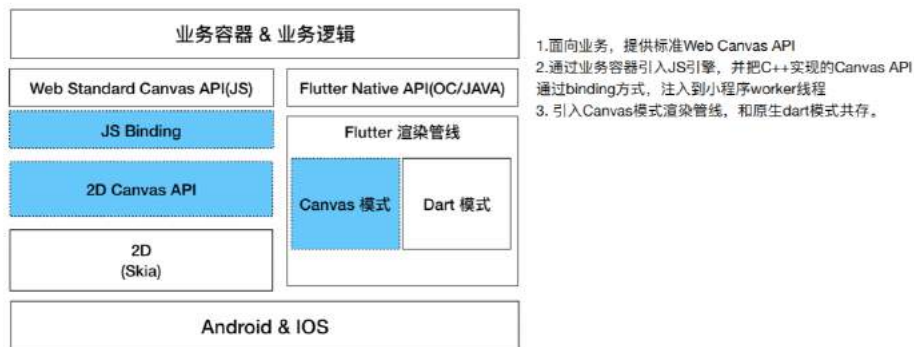 业务容器 & 业务逻辑
Web Standard Canvas API(JS)
Flutter Native API(OC/JAVA)
JS Binding
2D Canvas API
2D
(Skia)
Flutter 渲染管线
Canvas 模式
Dart 模式
Android & IOS
1.面向业务，提供标准Web Canvas API
2.通过业务容器引入JS引擎，并把C++实现的Canvas API
通过binding方式，注入到小程序worker线程
3. 引入Canvas模式渲染管线，和原生dart模式共存。